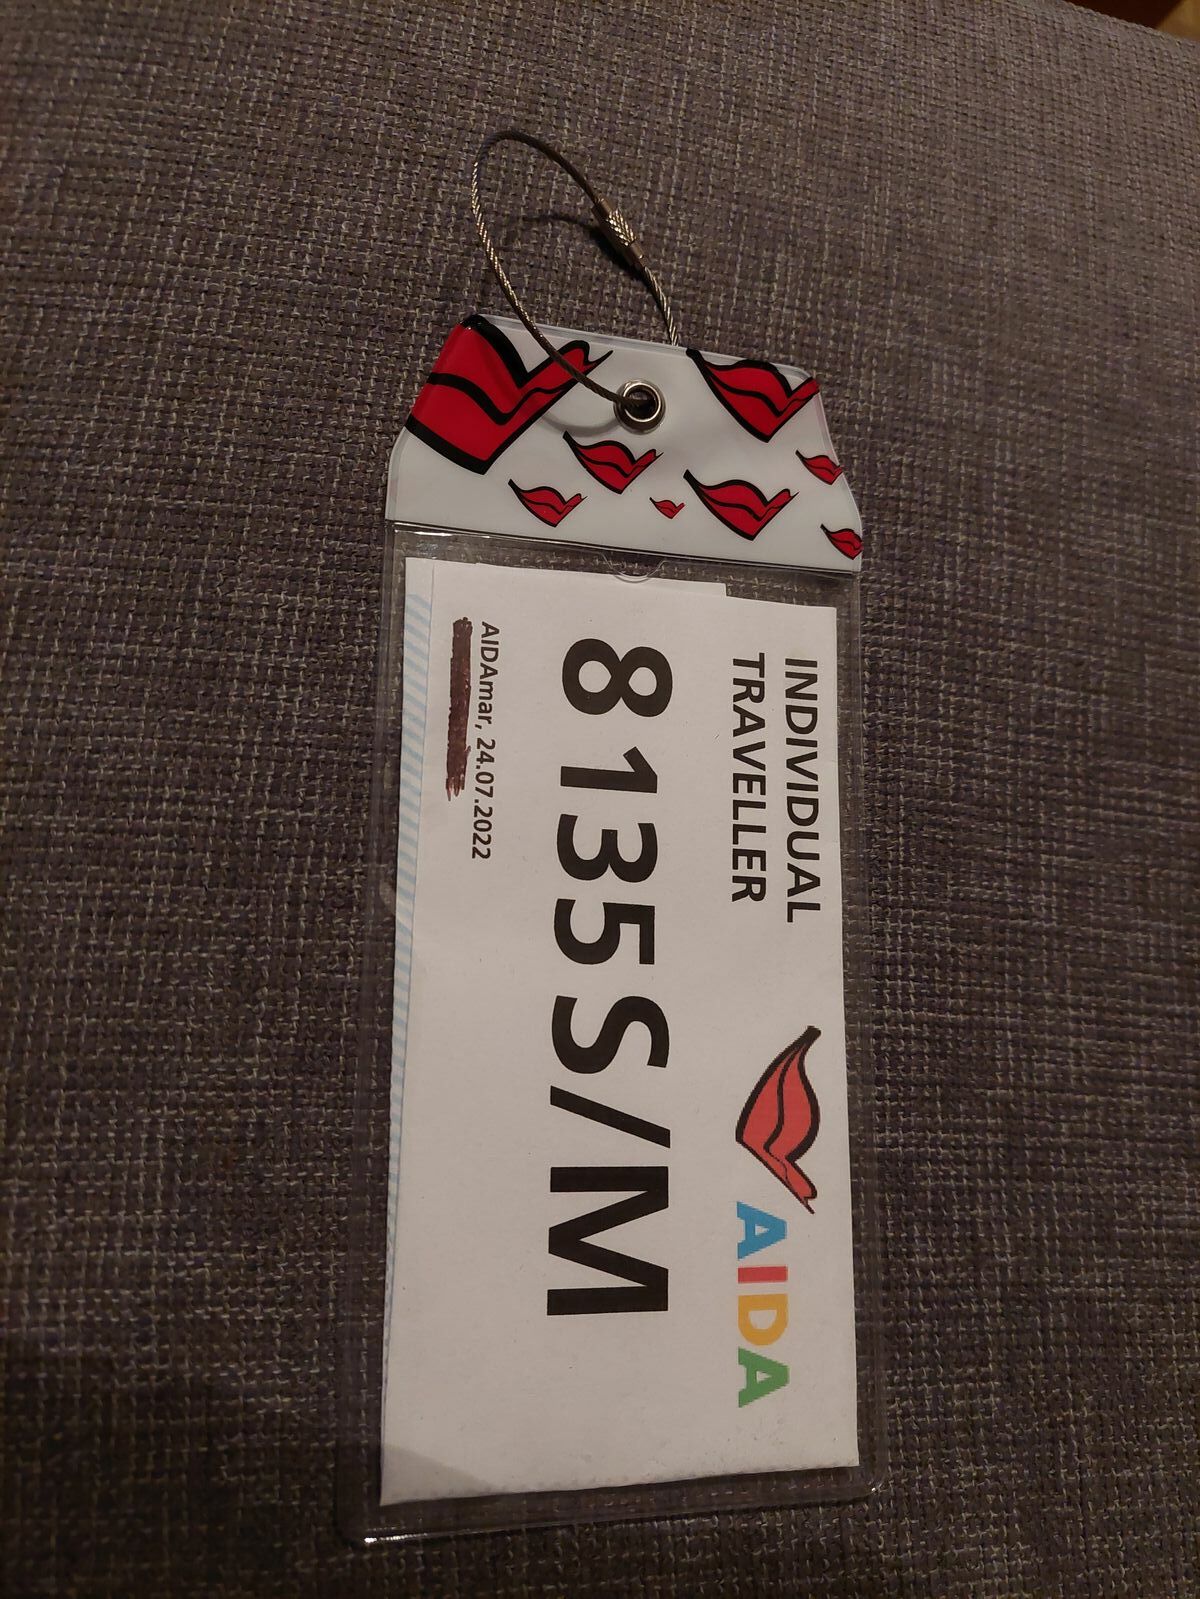 INDIVIDUAL
TRAVELLER
AIDA
8135S/M
AIDAmar, 24.07.2022